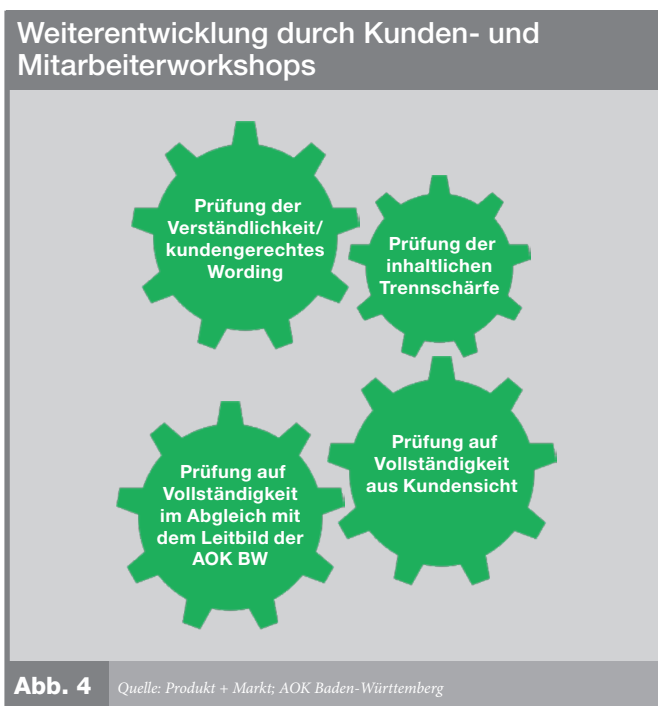 Weiterentwicklung durch Kunden- und
Mitarbeiterworkshops
Prüfung der
Verständlichkeit/
kundengerechtes
Wording
Prüfung der
inhaltlichen
Trennschärfe
Prüfung auf
Vollständigkeit
im Abgleich mit
dem Leitbild der
AOK BW
Prüfung auf
Vollständigkeit
aus Kundensicht
Abb. 4 Quelle: Produkt + Markt; AOK Baden-Württemberg